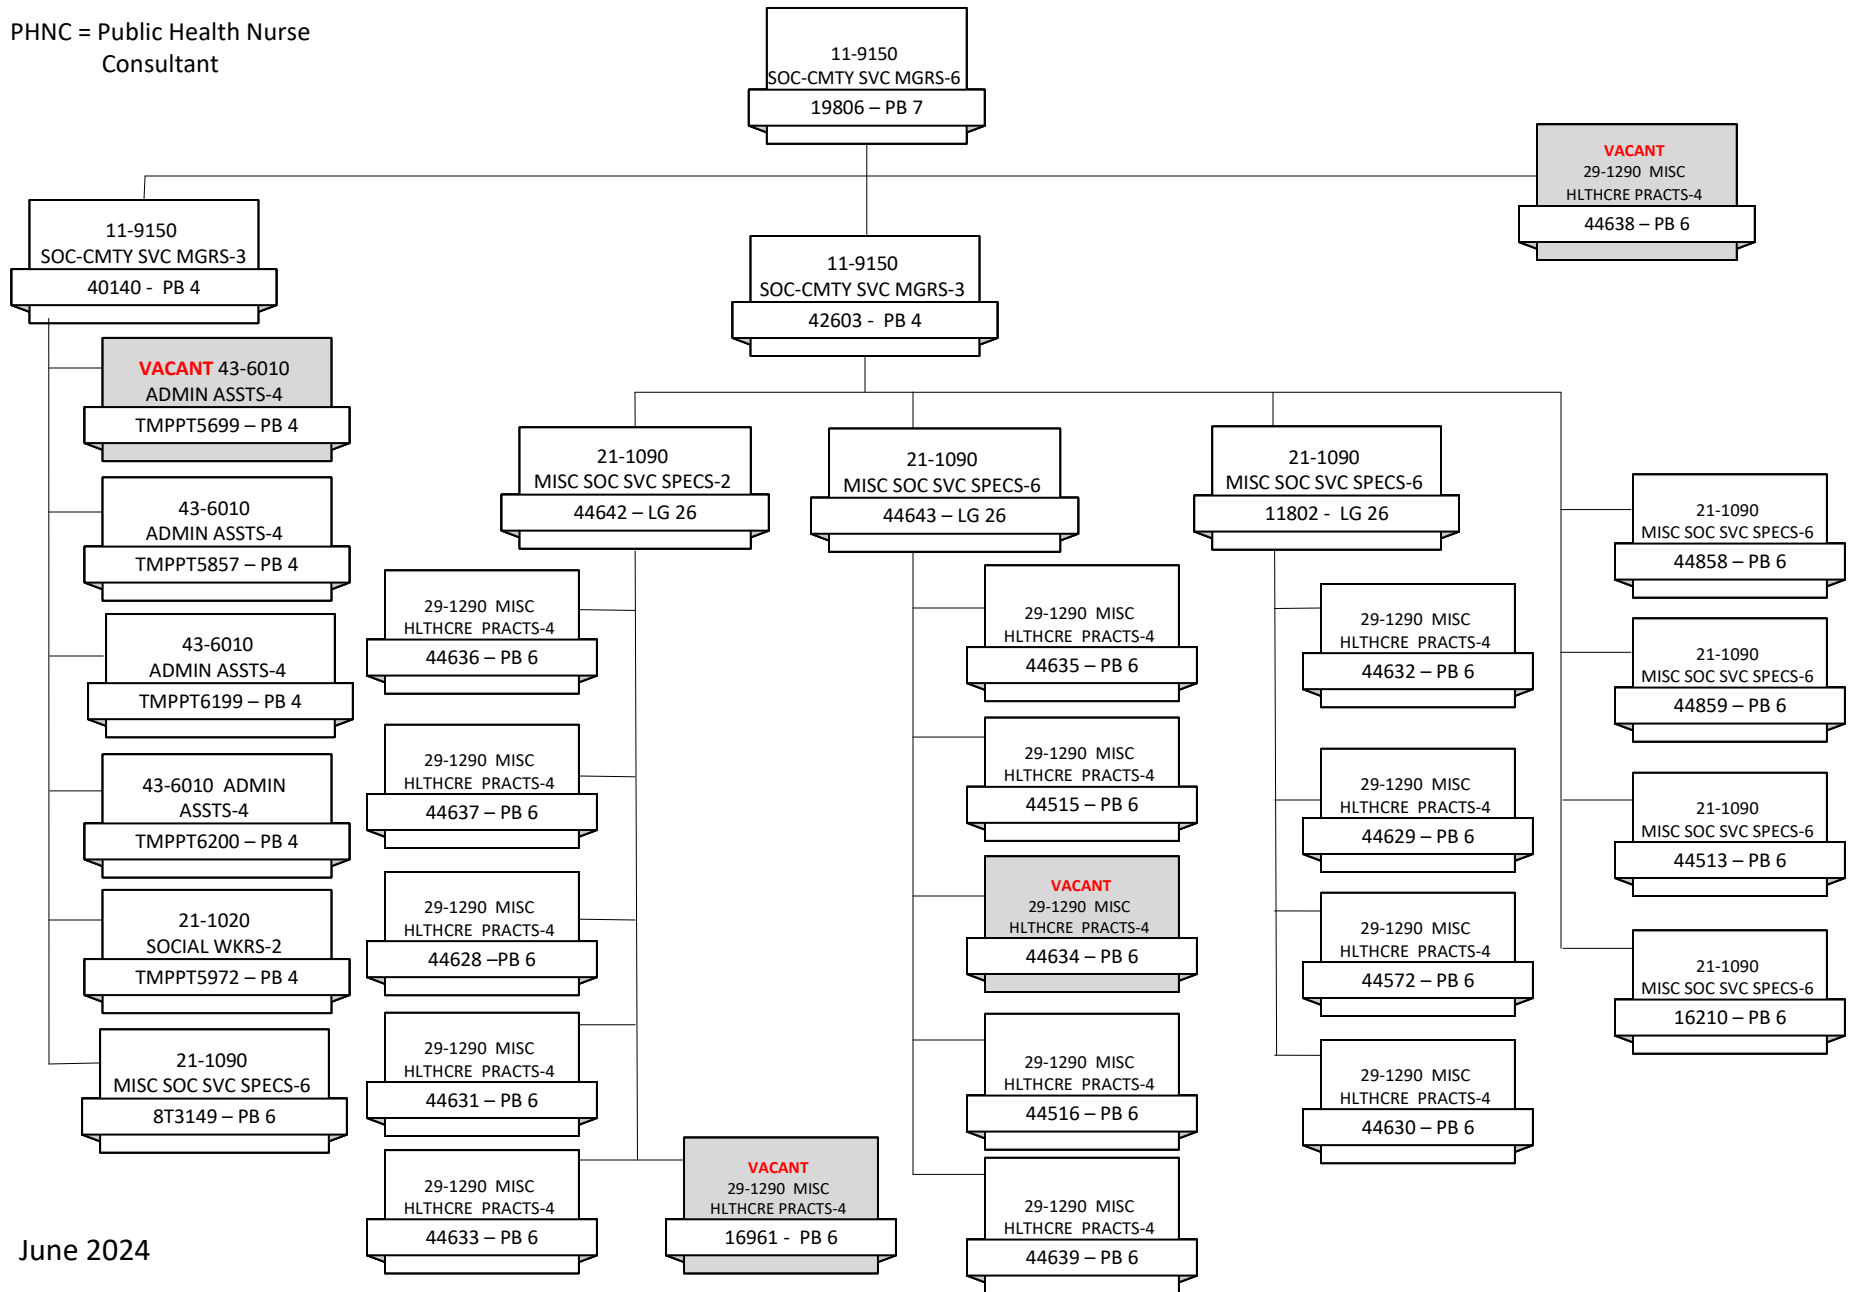 PHNC = Public Health Nurse
Consultant
11-9150
SOC-CMTY SVC MGRS-6
19806 – PB 7
VACANT
29-1290  MISC
HLTHCRE PRACTS-4
44638 – PB 6
11-9150
SOC-CMTY SVC MGRS-3
40140 -  PB 4
11-9150
SOC-CMTY SVC MGRS-3
42603 -  PB 4
VACANT 43-6010
ADMIN ASSTS-4
TMPPT5699 – PB 4
43-6010
ADMIN ASSTS-4
TMPPT5857 – PB 4
43-6010
ADMIN ASSTS-4
TMPPT6199 – PB 4
43-6010  ADMIN
ASSTS-4
TMPPT6200 – PB 4
21-1020
SOCIAL WKRS-2
TMPPT5972 – PB 4
21-1090
MISC SOC SVC SPECS-6
8T3149 – PB 6
21-1090
MISC SOC SVC SPECS-2
44642 – LG 26
29-1290  MISC
HLTHCRE  PRACTS-4
44636 – PB 6
29-1290  MISC
HLTHCRE  PRACTS-4
44637 – PB 6
29-1290  MISC
HLTHCRE  PRACTS-4
44628 –PB 6
29-1290  MISC
HLTHCRE  PRACTS-4
44631 – PB 6
29-1290  MISC
HLTHCRE  PRACTS-4
44633 – PB 6
VACANT
29-1290  MISC
HLTHCRE PRACTS-4
16961 -  PB 6
21-1090
MISC SOC SVC SPECS-6
44643 – LG 26
29-1290  MISC
HLTHCRE  PRACTS-4
44635 – PB 6
29-1290  MISC
HLTHCRE  PRACTS-4
44515 – PB 6
VACANT
29-1290  MISC
HLTHCRE  PRACTS-4
44634 – PB 6
29-1290  MISC
HLTHCRE  PRACTS-4
44516 – PB 6
29-1290  MISC
HLTHCRE  PRACTS-4
44639 – PB 6
21-1090
MISC SOC SVC SPECS-6
11802 -  LG 26
29-1290  MISC
HLTHCRE  PRACTS-4
44632 – PB 6
29-1290  MISC
HLTHCRE  PRACTS-4
44629 – PB 6
29-1290  MISC
HLTHCRE  PRACTS-4
44572 – PB 6
29-1290  MISC
HLTHCRE  PRACTS-4
44630 – PB 6
21-1090
MISC SOC SVC SPECS-6
44858 – PB 6
21-1090
MISC SOC SVC SPECS-6
44859 – PB 6
21-1090
MISC SOC SVC SPECS-6
44513 – PB 6
21-1090
MISC SOC SVC SPECS-6
16210 – PB 6
June 2024